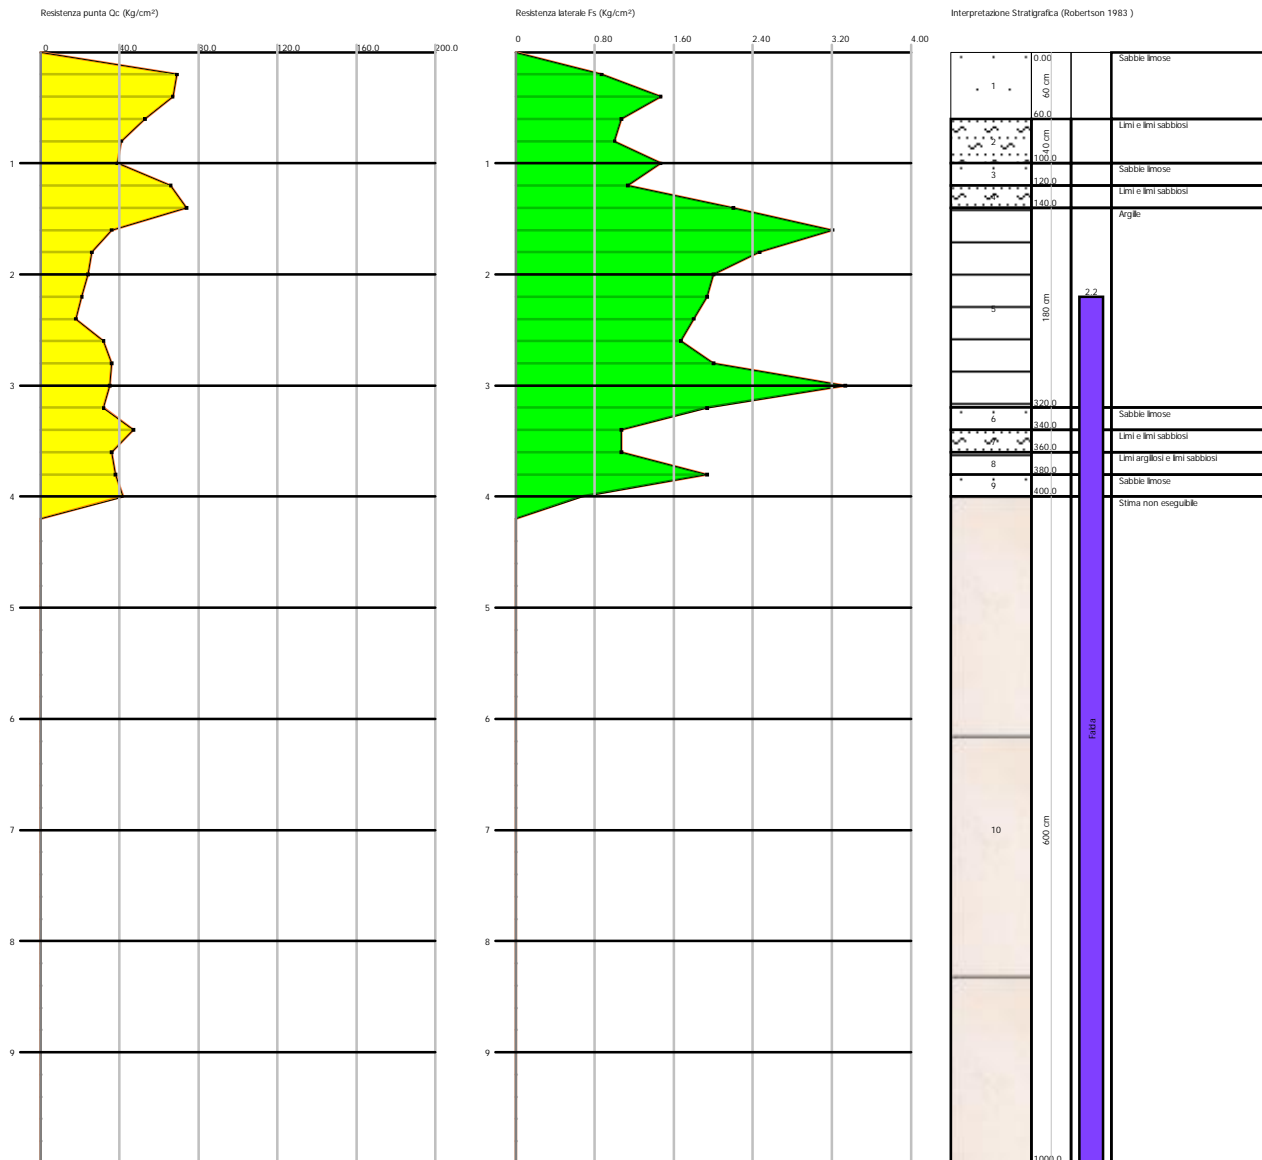 Resistenza punta Qc (Kg/cm²)
0 40.0 80.0 120.0 160.0 200.0
1
2
3
4
5
6
7
8
9
Resistenza laterale Fs (Kg/cm²)
0 0.80 1.60 2.40 3.20 4.00
1
2
3
4
5
6
7
8
9
Interpretazione Stratigrafica (Robertson 1983 )
0.00 Sabbie limose
1 60 cm
60.0 Limi e limi sabbiosi
2 40 cm
100.0 Sabbie limose
3
120.0 Limi e limi sabbiosi
140.0 Argille
2.2
5 180 cm
320.0 Sabbie limose
6
340.0 Limi e limi sabbiosi
7
360.0 Limi argillosi e limi sabbiosi
8
380.0 Sabbie limose
9
400.0 Stima non eseguibile
Falda
10 600 cm
1000.0